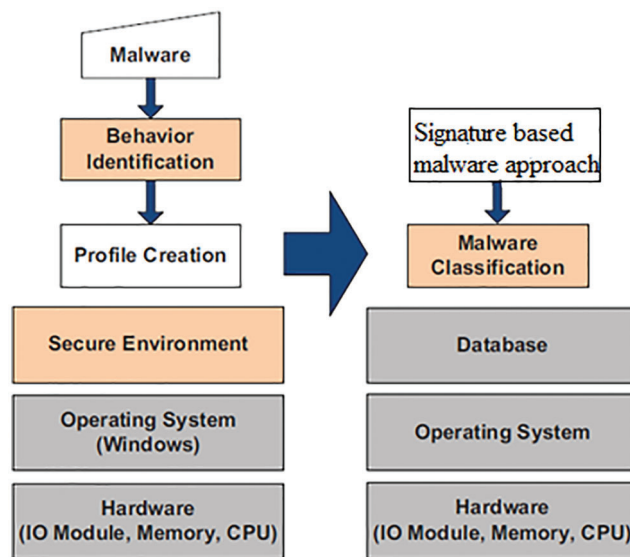 Malware
Behavior
Identification
Profile Creation
Secure Environment
Operating System
(Windows)
Hardware
(IO Module, Memory, CPU)
Signature based
malware approach
Malware
Classification
Database
Operating System
Hardware
(IO Module, Memory, CPU)